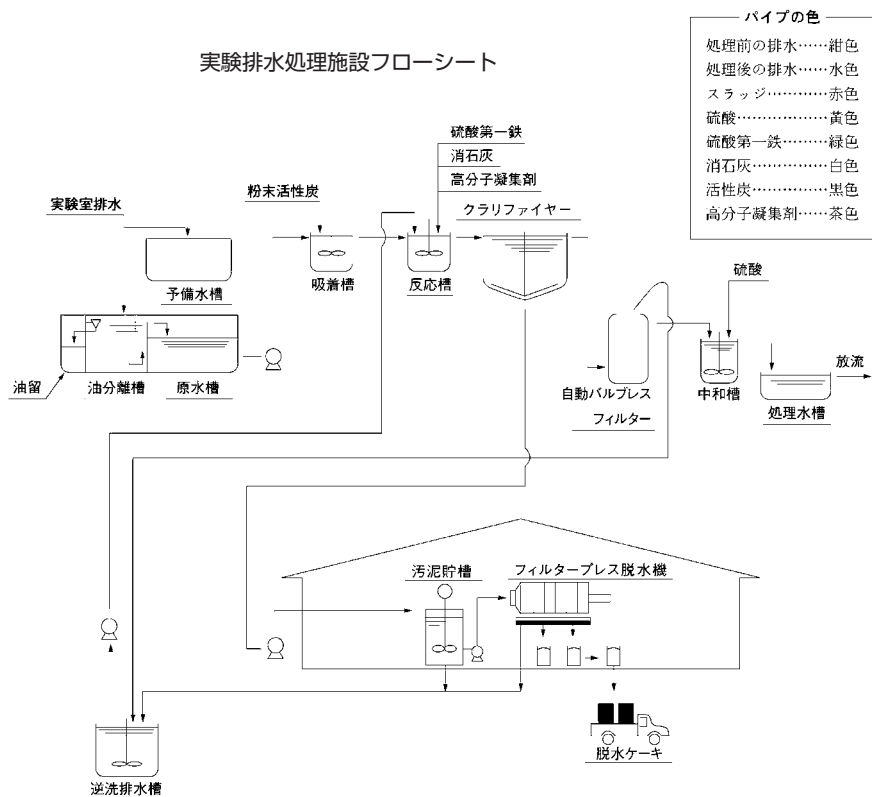 実験排水処理施設フローシート
パイプの色
処理前の排水……紺色
処理後の排水……水色
スラッジ…………赤色
硫酸………………黄色
硫酸第一鉄………緑色
消石灰……………白色
活性炭……………黒色
高分子凝集剤……茶色
硫酸第一鉄
消石灰
高分子凝集剤
粉末活性炭
クラリファイヤー
実験室排水
予備水槽
吸着槽
反応槽
硫酸
油留
油分離槽
原水槽
自動バルブレス
フィルター
中和槽
放流
処理水槽
汚泥貯槽
フィルタープレス脱水機
脱水ケーキ
逆洗排水槽